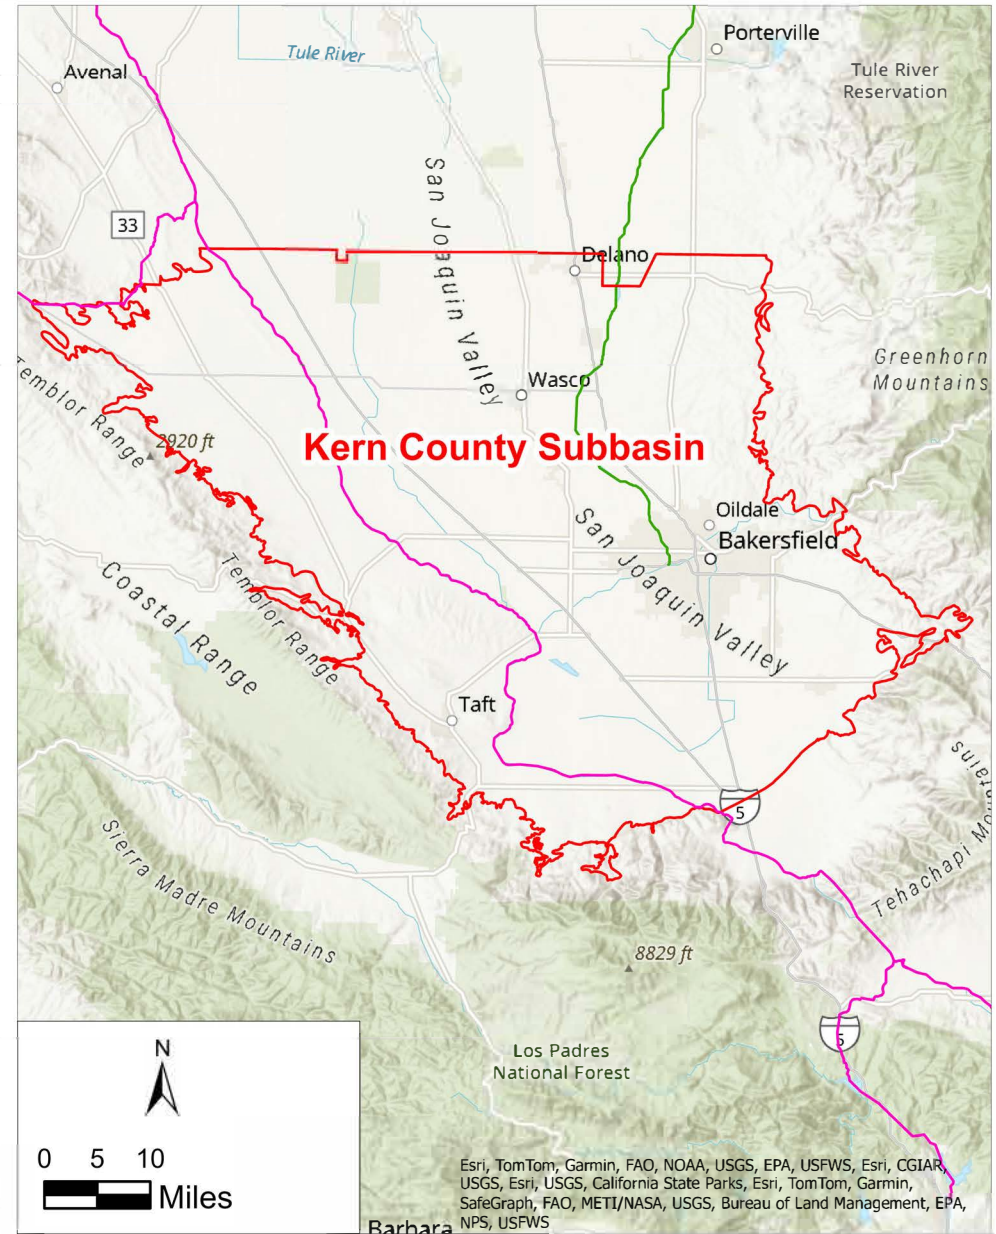 Porterville
Tule River
Avenal
Tule River
Reservation
San Joaquin Valley
33
Delano
Greenhorn
Mountains
Temblor Range
Wasco
2920 ft
Kern County Subbasin
Oildale
San Joaquin Valley
Bakersfield
Temblor Range
Coastal Range
Taft
5
Tehachapi Mountains
Sierra Madre Mountains
8829 ft
5
Los Padres
National Forest
N
0 5 10
Miles
Esri, TomTom, Garmin, FAO, NOAA, USGS, EPA, USFWS, Esri, CGIAR,
USGS, Esri, USGS, California State Parks, Esri, TomTom, Garmin,
SafeGraph, FAO, METI/NASA, USGS, Bureau of Land Management, EPA,
NPS, USFWS
Barbara